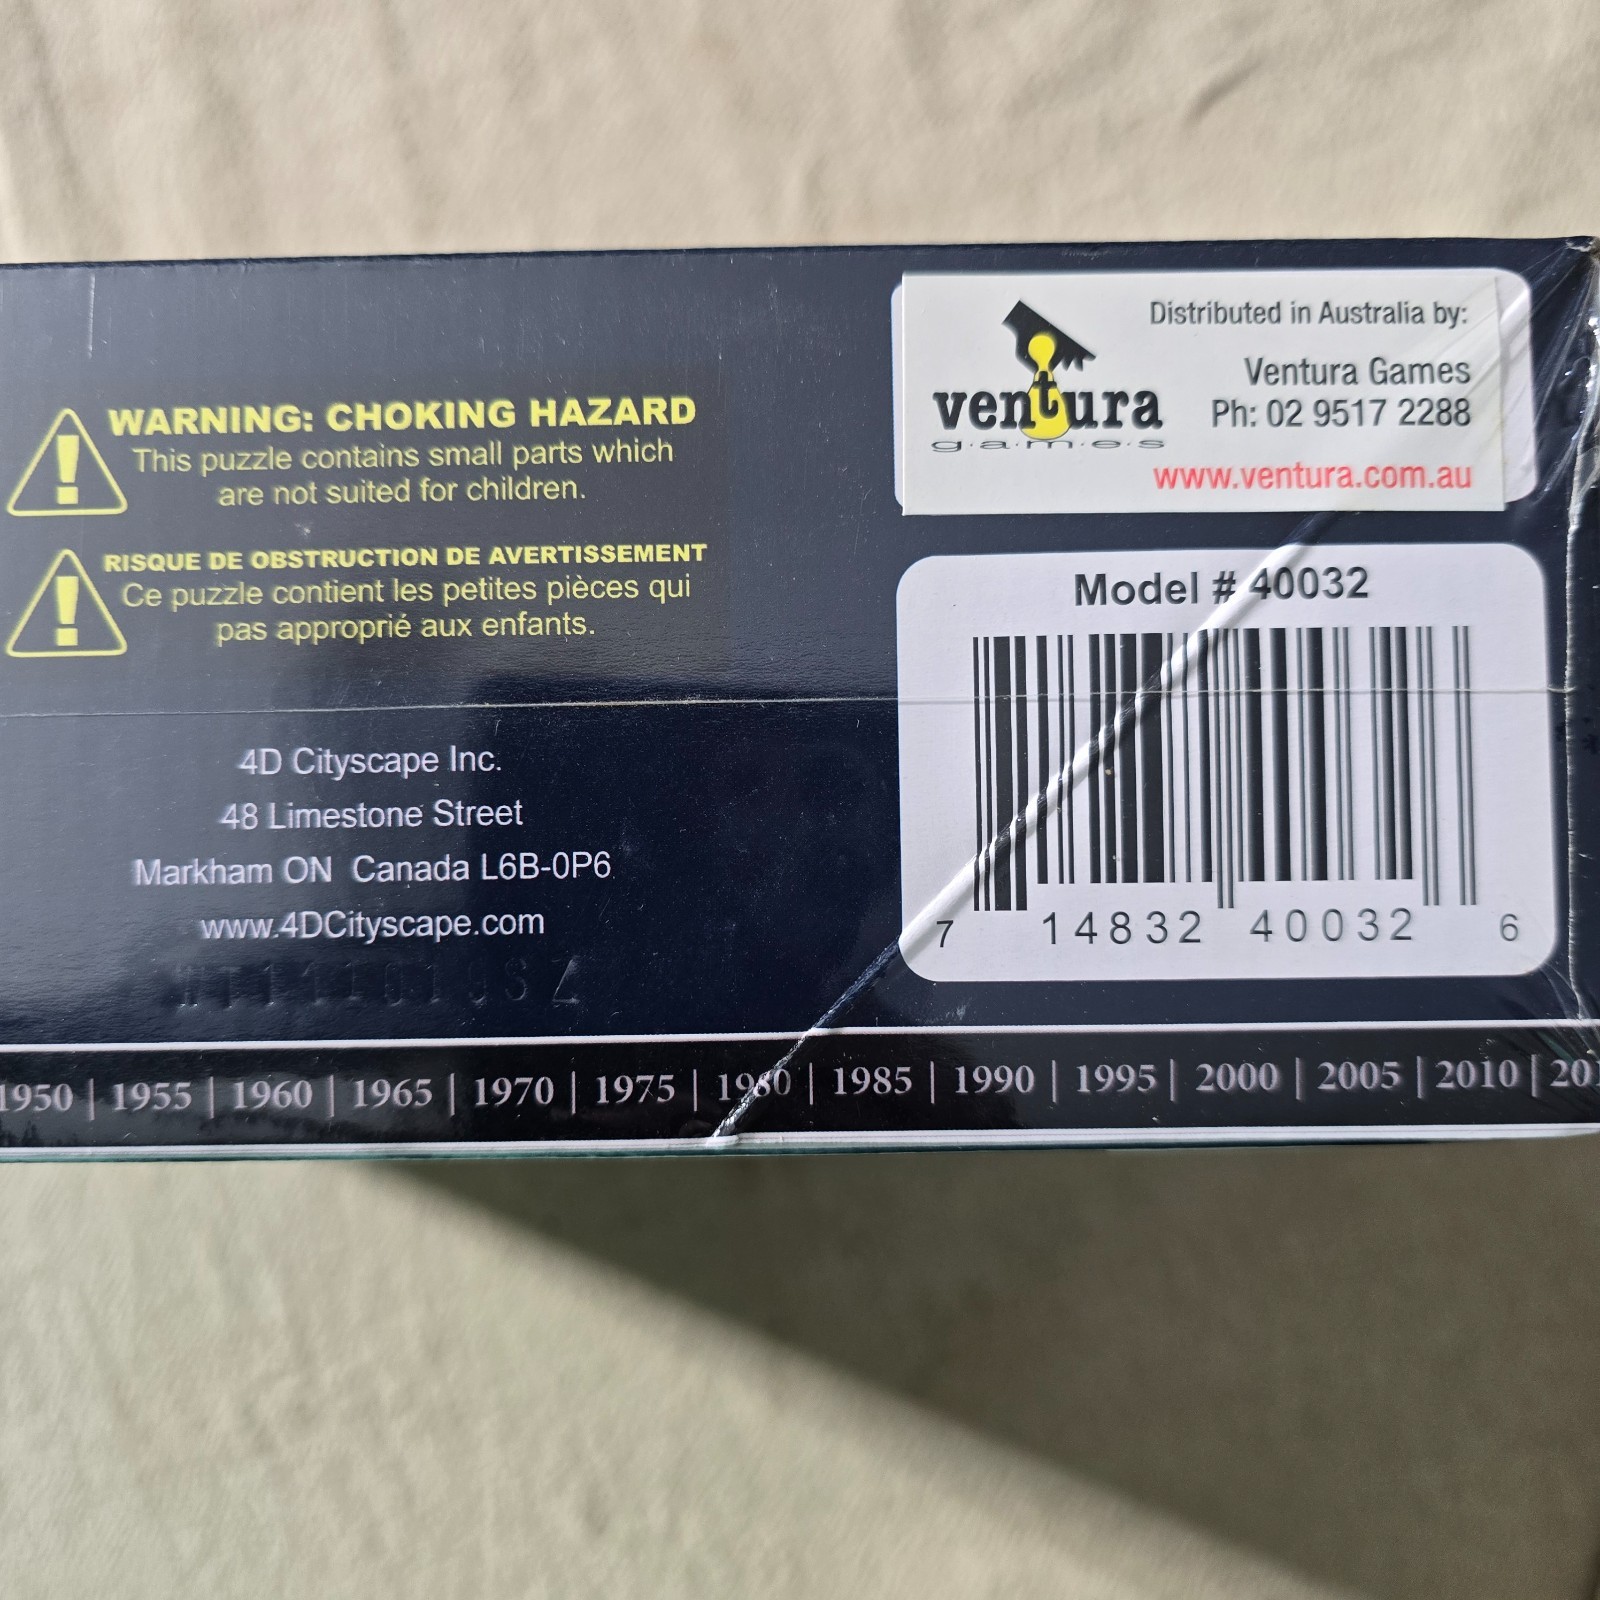 WARNING: CHOKING HAZARD
This puzzle contains small parts which
are not suited for children.
RISQUE DE OBSTRUCTION DE AVERTISSEMENT
Ce puzzle contient les petites pièces qui
pas approprié aux enfants.
4D Cityscape Inc.
48 Limestone Street
Markham ON Canada L6B-0P6
www.4DCityscape.com
Distributed in Australia by:
ventura
games
Ventura Games
Ph: 02 9517 2288
www.ventura.com.au
Model # 40032
7 14832 40032 6
1950 | 1955 | 1960 | 1965 | 1970 | 1975 | 1980 | 1985 | 1990 | 1995 | 2000 | 2005 | 2010 |